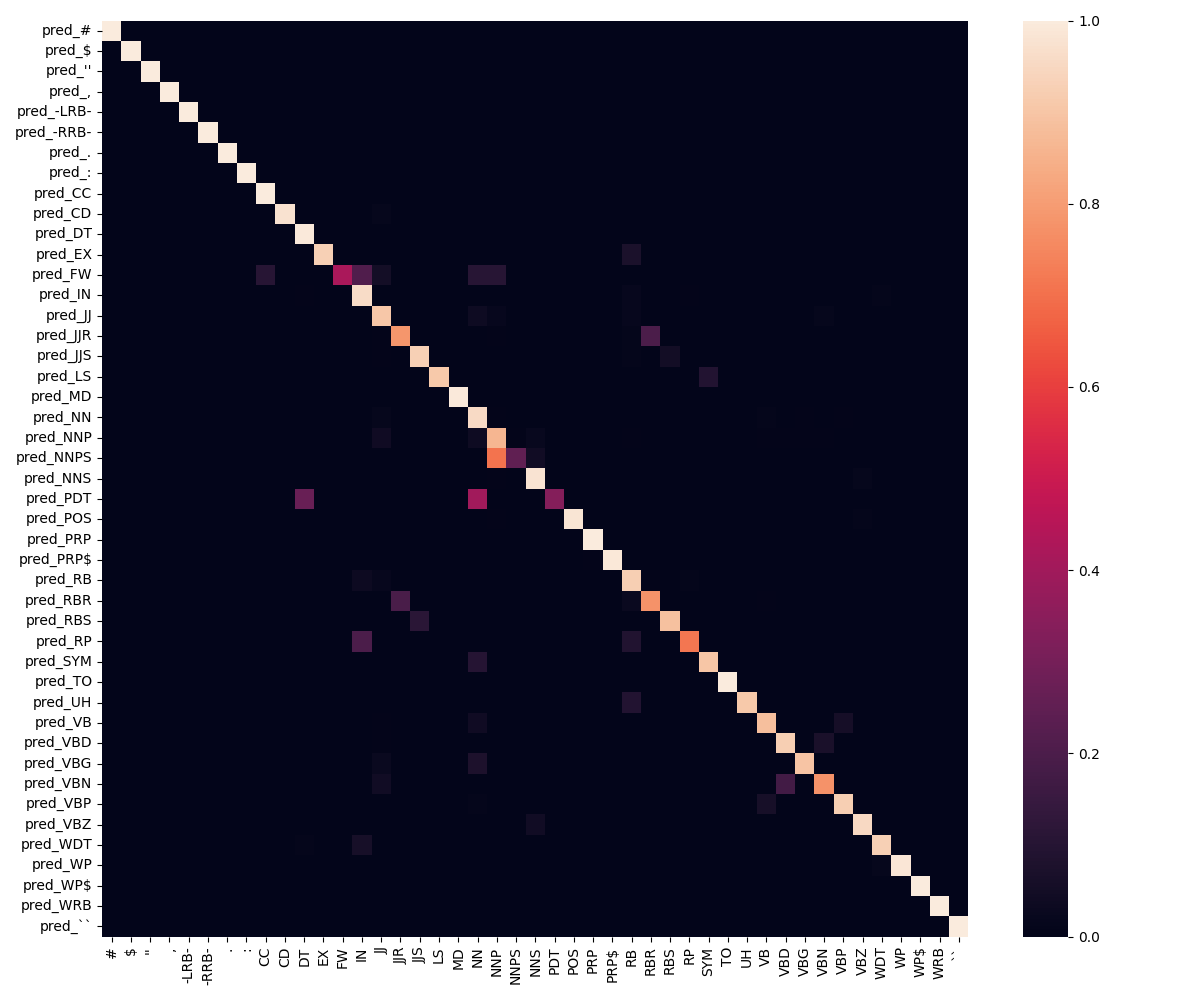 pred_#
pred_$
pred_''
pred_,
pred_-LRB-
pred_-RRB-
pred_.
pred_:
pred_CC
pred_CD
pred_DT
pred_EX
pred_FW
pred_IN
pred_JJ
pred_JJR
pred_JJS
pred_LS
pred_MD
pred_NN
pred_NNP
pred_NNPS
pred_NNS
pred_PDT
pred_POS
pred_PRP
pred_PRP$
pred_RB
pred_RBR
pred_RBS
pred_RP
pred_SYM
pred_TO
pred_UH
pred_VB
pred_VBD
pred_VBG
pred_VBN
pred_VBP
pred_VBZ
pred_WDT
pred_WP
pred_WP$
pred_WRB
pred_``
#
$
''
,
-LRB-
-RRB-
.
:
CC
CD
DT
EX
FW
IN
JJ
JJR
JJS
LS
MD
NN
NNP
NNPS
NNS
PDT
POS
PRP
PRP$
RB
RBR
RBS
RP
SYM
TO
UH
VB
VBD
VBG
VBN
VBP
VBZ
WDT
WP
WP$
WRB
``
1.0
0.8
0.6
0.4
0.2
0.0